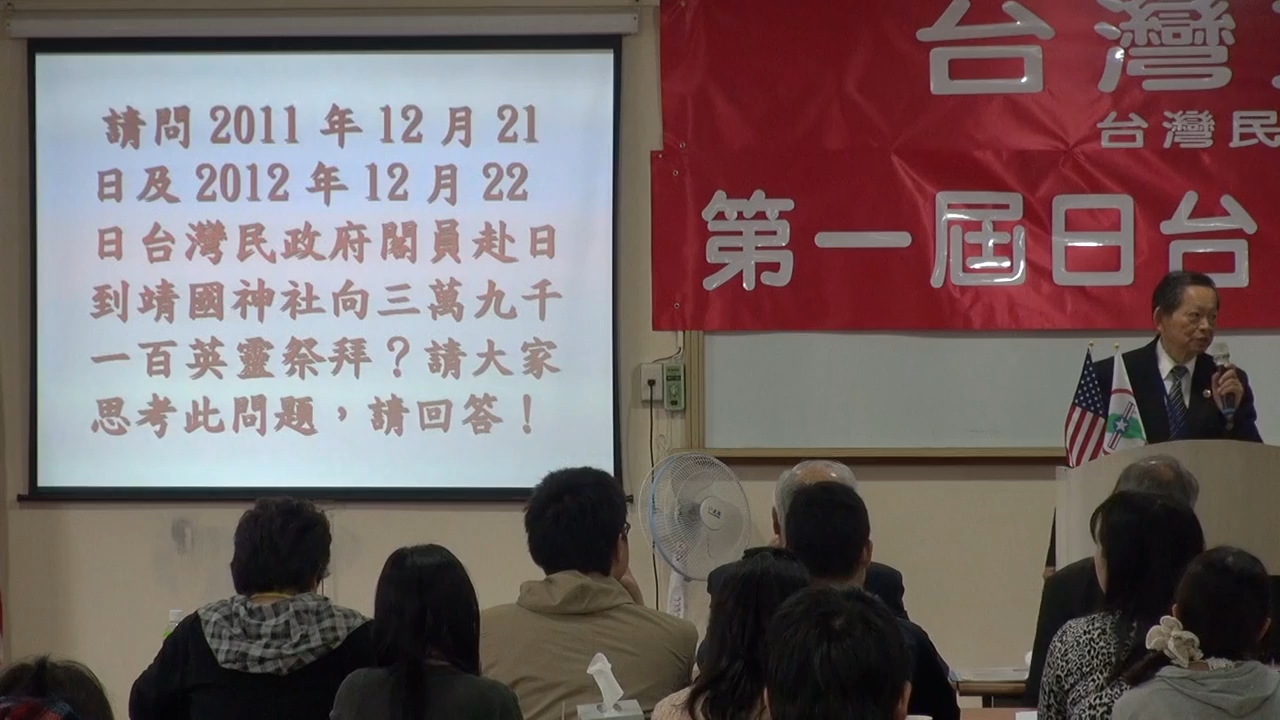 請問 2011 年 12 月 21
日及 2012 年 12 月 22
日台灣民政府閣員赴日
到靖國神社向三萬九千
一百英靈祭拜？請大家
思考此問題，請回答！
台灣
台灣民
第一屆日台